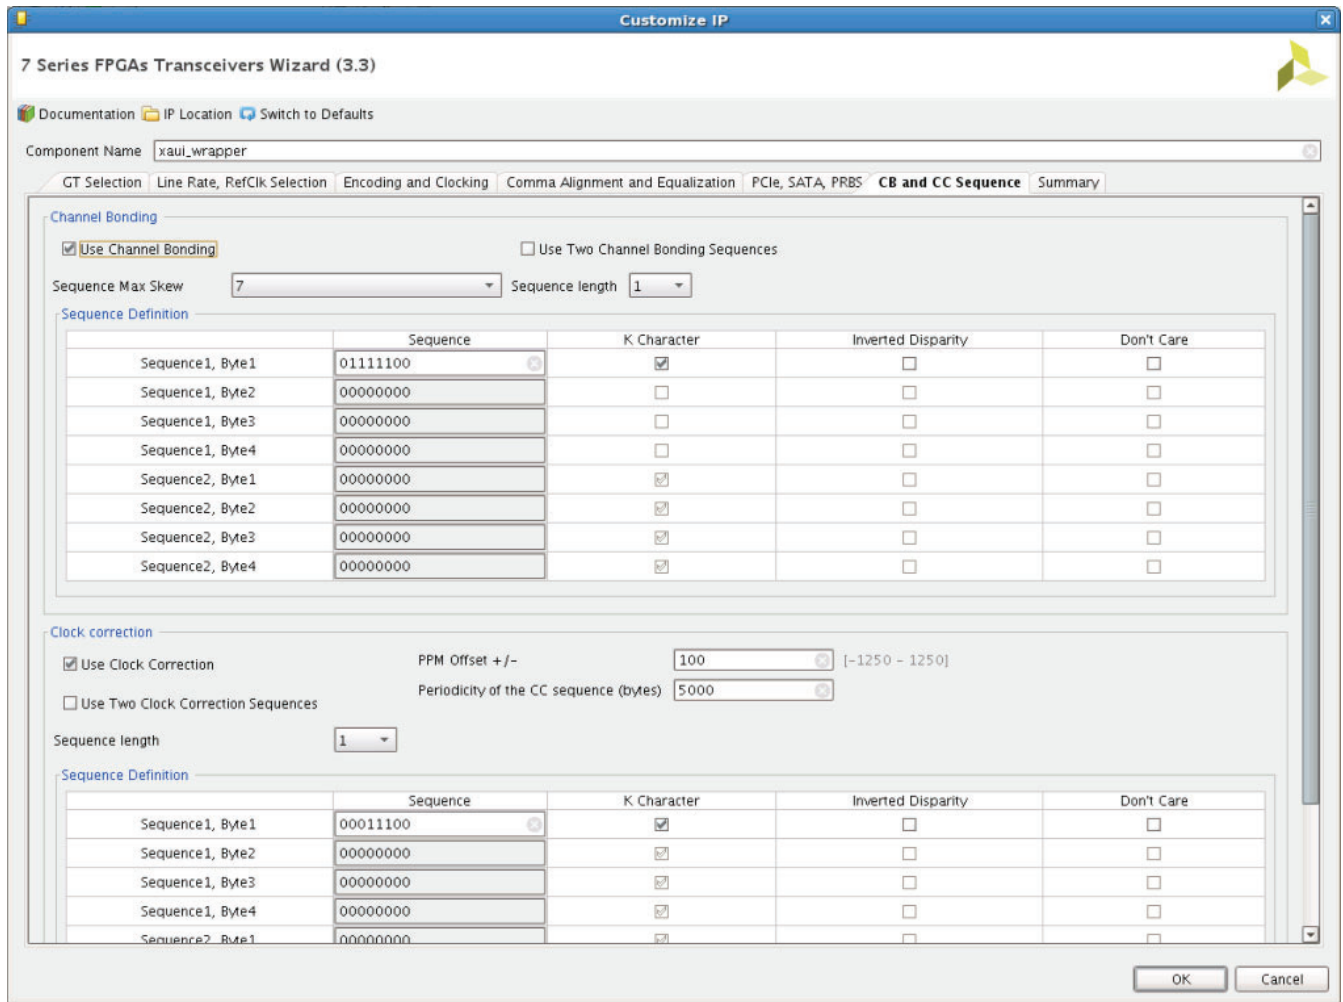 Customize IP
7 Series FPGAs Transceivers Wizard (3.3)
Documentation IP Location Switch to Defaults
Component Name xaui_wrapper
GT Selection Line Rate, RefClk Selection Encoding and Clocking Comma Alignment and Equalization PCIe, SATA, PRBS CB and CC Sequence Summary
Channel Bonding
Use Channel Bonding Use Two Channel Bonding Sequences
Sequence Max Skew 7 Sequence length 1
Sequence Definition
Sequence K Character Inverted Disparity Don't Care
Sequence1, Byte1 01111100
Sequence1, Byte2 00000000
Sequence1, Byte3 00000000
Sequence1, Byte4 00000000
Sequence2, Byte1 00000000
Sequence2, Byte2 00000000
Sequence2, Byte3 00000000
Sequence2, Byte4 00000000
Clock correction
Use Clock Correction PPM Offset +/- 100 [-1250 - 1250]
Periodicity of the CC sequence (bytes) 5000
Use Two Clock Correction Sequences
Sequence length 1
Sequence Definition
Sequence K Character Inverted Disparity Don't Care
Sequence1, Byte1 00011100
Sequence1, Byte2 00000000
Sequence1, Byte3 00000000
Sequence1, Byte4 00000000
Sequence2, Byte1 00000000
OK Cancel